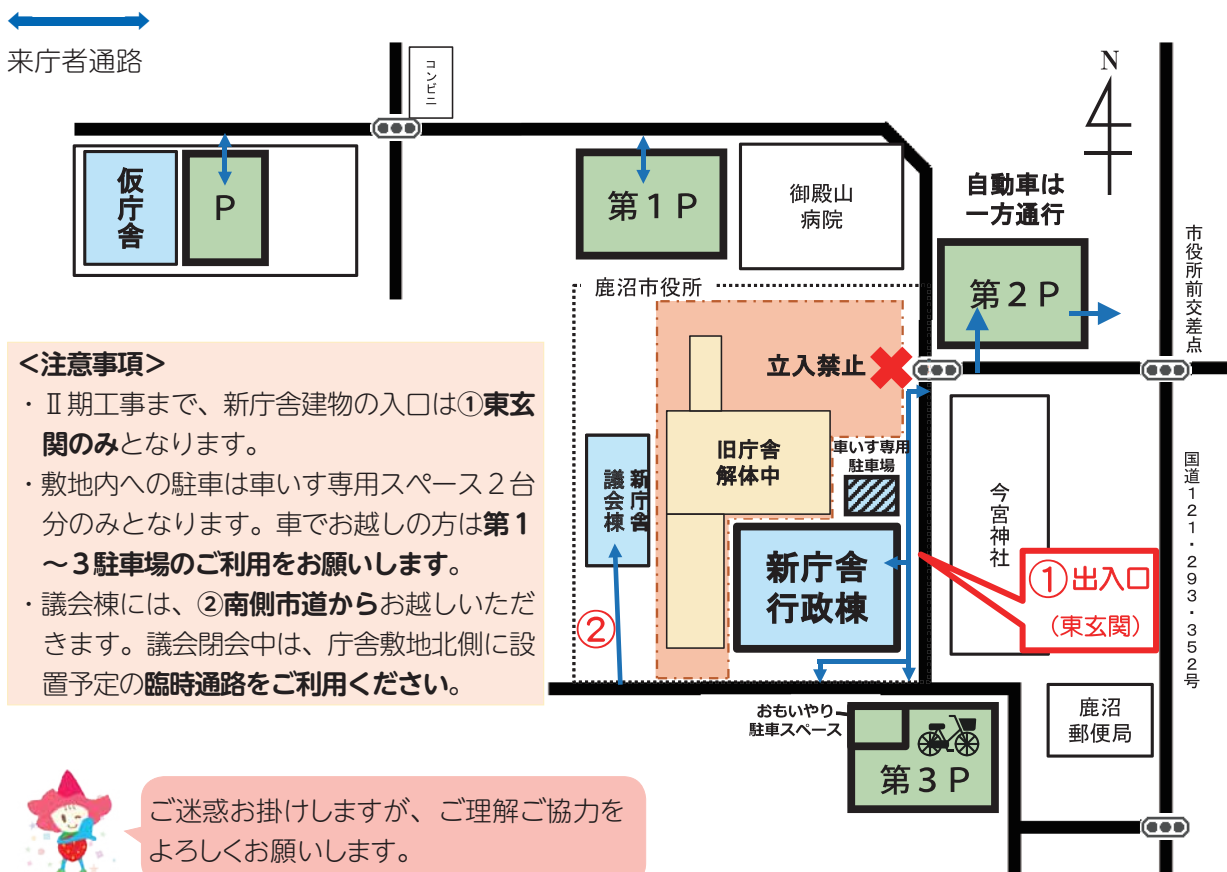 来庁者通路
コンビニ
N
仮庁舎
P
第１P
御殿山
病院
自動車は
一方通行
第２P
市役所前交差点
鹿沼市役所
立入禁止
＜注意事項＞
・Ⅱ期工事まで、新庁舎建物の入口は①東玄
関のみとなります。
・敷地内への駐車は車いす専用スペース２台
分のみとなります。車でお越しの方は第１
～３駐車場のご利用をお願いします。
・議会棟には、②南側市道からお越しいただ
きます。議会閉会中は、庁舎敷地北側に設
置予定の臨時通路をご利用ください。
旧庁舎
解体中
車いす専用
駐車場
新庁舎
議会棟
新庁舎
行政棟
今宮神社
国道１２１・２９３・３５２号
①出入口
（東玄関）
②
おもいやり
駐車スペース
第３P
鹿沼
郵便局
ご迷惑お掛けしますが、ご理解ご協力を
よろしくお願いします。